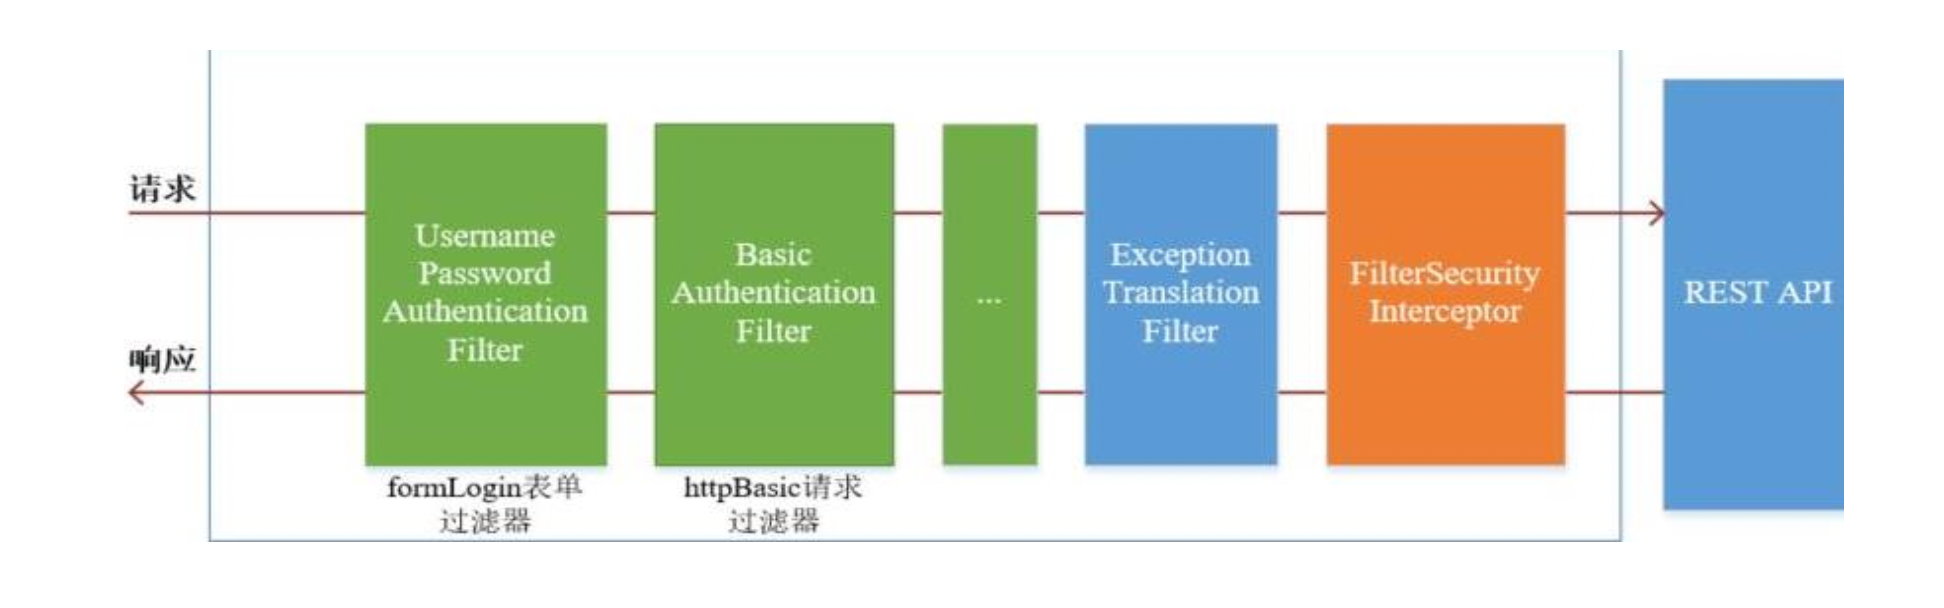 请求
响应
Username
Password
Authentication
Filter
formLogin表单
过滤器
Basic
Authentication
Filter
httpBasic请求
过滤器
...
Exception
Translation
Filter
FilterSecurity
Interceptor
REST API